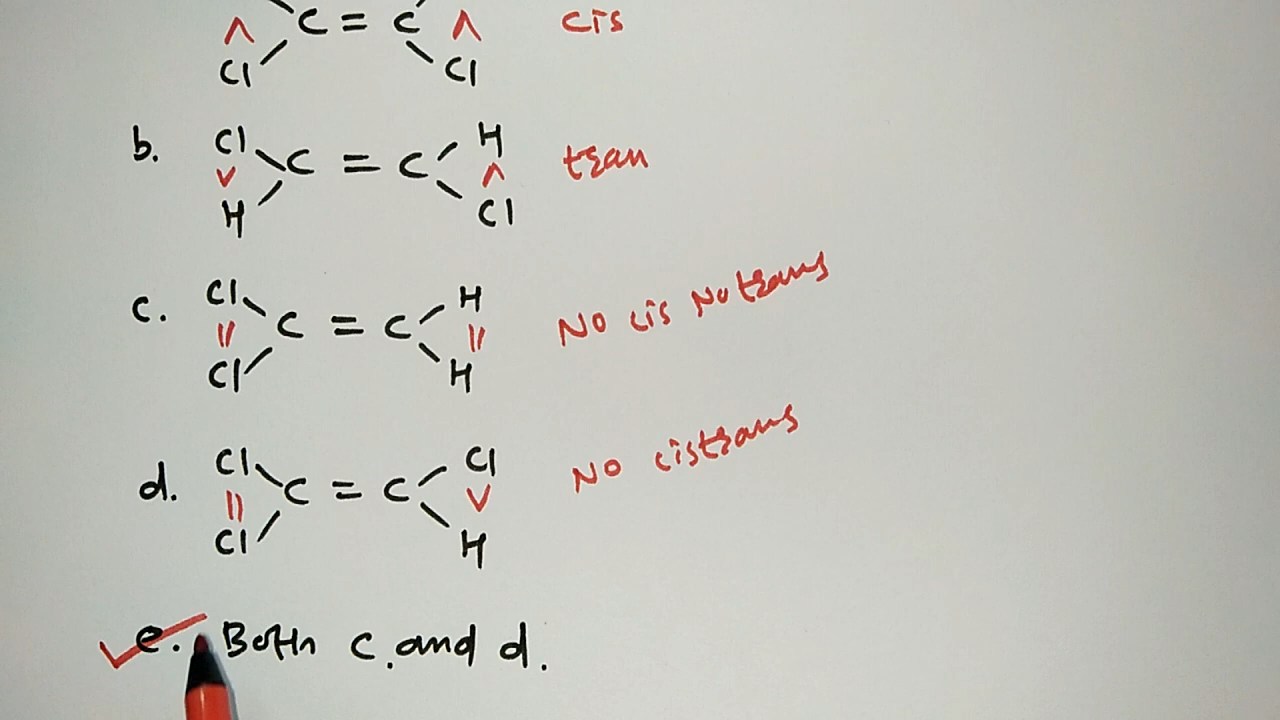 C = C cis
Cl Cl
b. Cl H
C = C tran
H Cl
c. Cl H
C = C No cis No trans
Cl H
d. Cl Cl
C = C No cistrans
Cl H
e. Both c. and d.